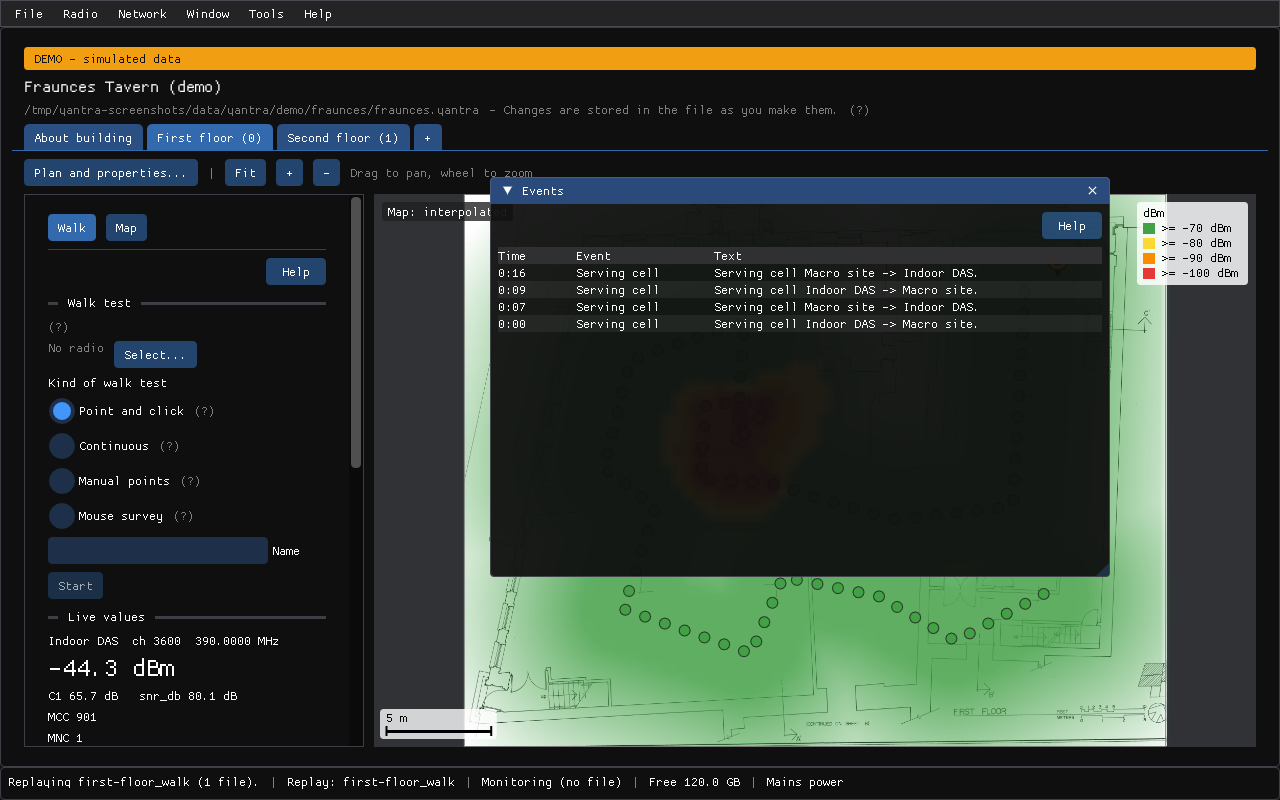 File Radio Network Window Tools Help
DEMO - simulated data
Fraunces Tavern (demo)
/tmp/yantra-screenshots/data/yantra/demo/fraunces/fraunces.yantra - Changes are stored in the file as you make them. (?)
About building First floor (0) Second floor (1) +
Plan and properties... | Fit + - Drag to pan, wheel to zoom
Walk Map
Help
Walk test
(?)
No radio Select...
Kind of walk test
Point and click (?)
Continuous (?)
Manual points (?)
Mouse survey (?)
Name
Start
Live values
Indoor DAS ch 3600 390.0000 MHz
-44.3 dBm
C1 65.7 dB snr_db 80.1 dB
MCC 901
MNC 1
Map: interpolated
▼ Events ✕
Help
Time Event Text
0:16 Serving cell Serving cell Macro site -> Indoor DAS.
0:09 Serving cell Serving cell Indoor DAS -> Macro site.
0:07 Serving cell Serving cell Macro site -> Indoor DAS.
0:00 Serving cell Serving cell Indoor DAS -> Macro site.
dBm
>= -70 dBm
>= -80 dBm
>= -90 dBm
>= -100 dBm
FIRST FLOOR
5 m
Replaying first-floor_walk (1 file). | Replay: first-floor_walk | Monitoring (no file) | Free 120.0 GB | Mains power